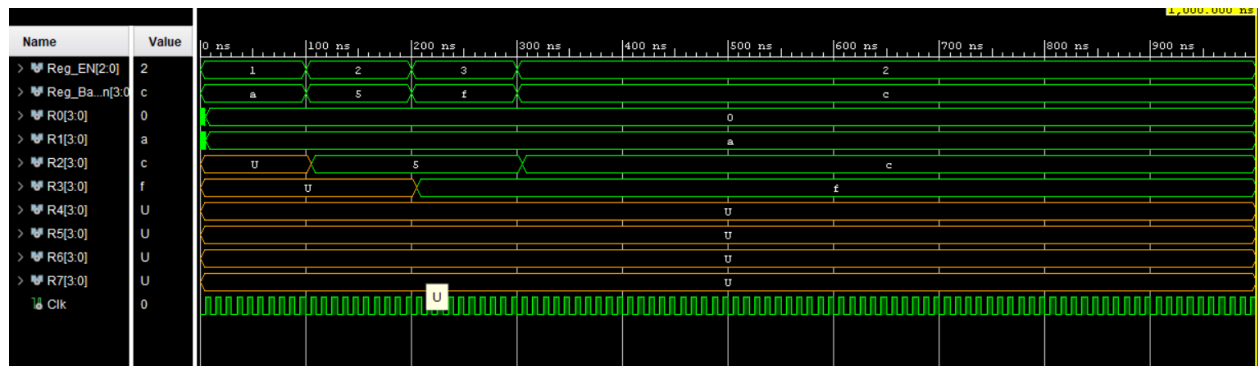 1,000.000 ns
Name Value 0 ns 100 ns 200 ns 300 ns 400 ns 500 ns 600 ns 700 ns 800 ns 900 ns
Reg_EN[2:0] 2 1 2 3 2
Reg_Ba...n[3:0 c a 5 f c
R0[3:0] 0 0
R1[3:0] a a
R2[3:0] c U 5 c
R3[3:0] f U f
R4[3:0] U U
R5[3:0] U U
R6[3:0] U U
R7[3:0] U U
Clk 0 U